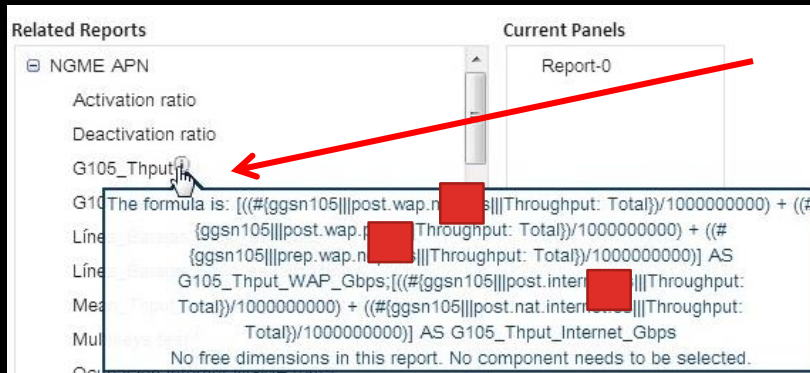 Related Reports
Current Panels
NGME APN
Report-0
Activation ratio
Deactivation ratio
G105_Thput
The formula is: [((#{ggsn105|||post.wap.|||Throughput: Total})/1000000000) + ((#
{ggsn105|||post.wap.|||Throughput: Total})/1000000000) + ((#
{ggsn105|||prep.wap.|||Throughput: Total})/1000000000)] AS
G105_Thput_WAP_Gbps;[((#{ggsn105|||post.|||Throughput:
Total})/1000000000) + ((#{ggsn105|||post.nat.|||Throughput:
Total})/1000000000)] AS G105_Thput_Internet_Gbps
No free dimensions in this report. No component needs to be selected.